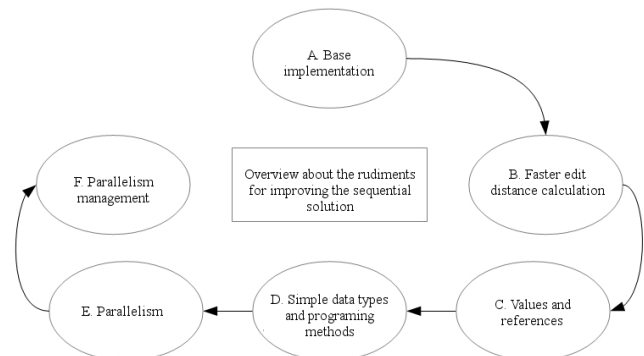 A. Base
implementation
B. Faster edit
distance calculation
C. Values and
references
D. Simple data types
and programing
methods
E. Parallelism
F. Parallelism
management
Overview about the rudiments
for improving the sequential
solution